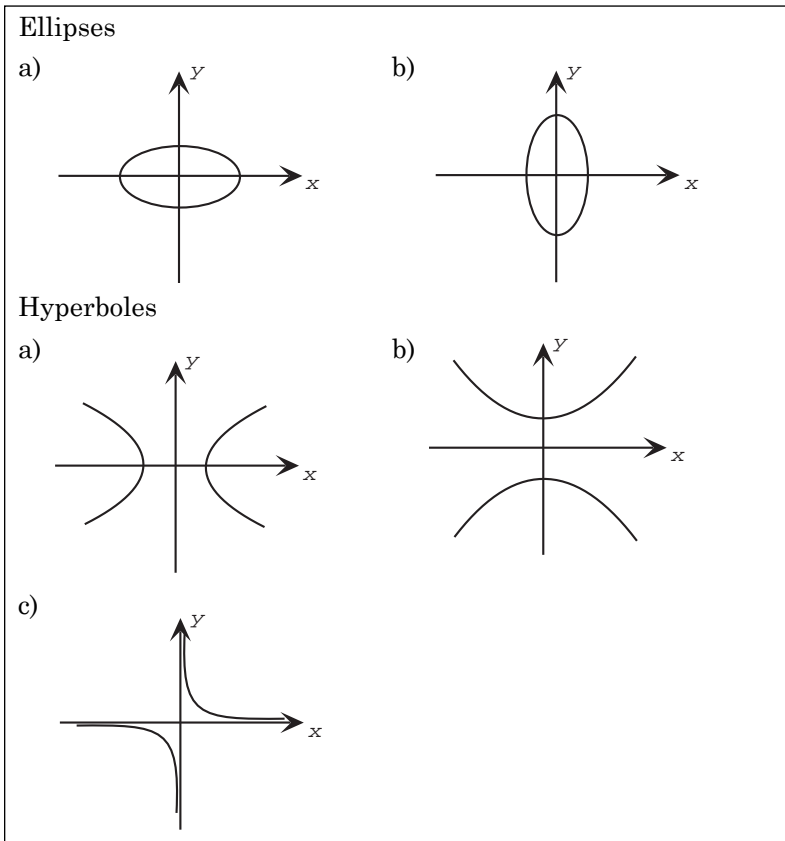 Ellipses
a) b)
y y
x x
Hyperboles
a) b)
y y
x x
c)
y
x